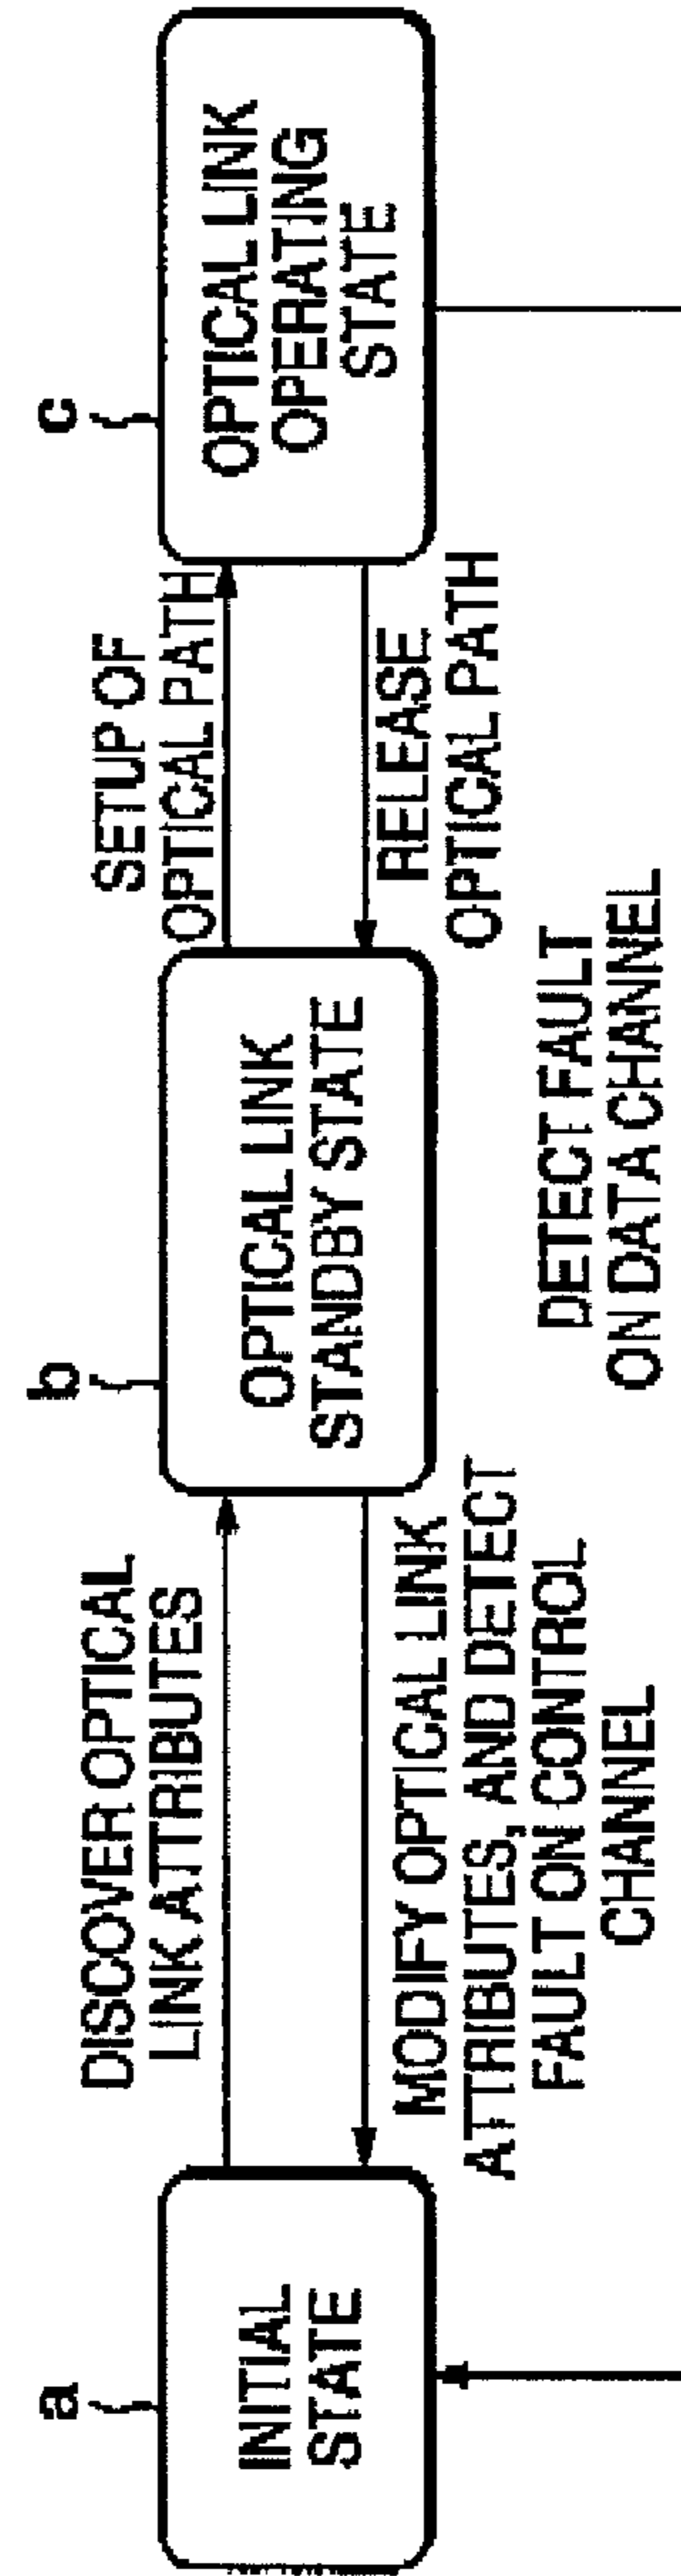 a
INITIAL
STATE
DISCOVER OPTICAL
LINK ATTRIBUTES
MODIFY OPTICAL LINK
ATTRIBUTES, AND DETECT
FAULT ON CONTROL
CHANNEL
b
OPTICAL LINK
STANDBY STATE
SETUP OF
OPTICAL PATH
RELEASE
OPTICAL PATH
c
OPTICAL LINK
OPERATING
STATE
DETECT FAULT
ON DATA CHANNEL